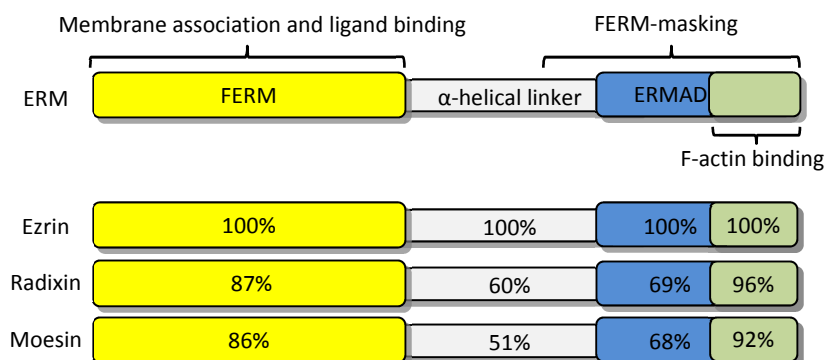 Membrane association and ligand binding FERM-masking
ERM FERM α-helical linker ERMAD
F-actin binding
Ezrin 100% 100% 100% 100%
Radixin 87% 60% 69% 96%
Moesin 86% 51% 68% 92%